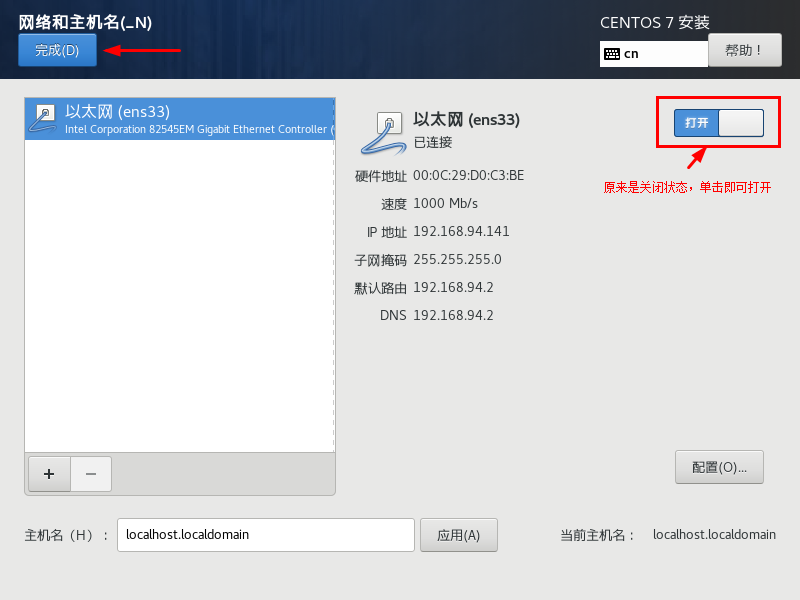 网络和主机名(_N)
CENTOS 7 安装
完成(D)
cn
帮助！
以太网 (ens33)
Intel Corporation 82545EM Gigabit Ethernet Controller (
以太网 (ens33)
已连接
打开
原来是关闭状态，单击即可打开
硬件地址 00:0C:29:D0:C3:BE
速度 1000 Mb/s
IP 地址 192.168.94.141
子网掩码 255.255.255.0
默认路由 192.168.94.2
DNS 192.168.94.2
+ −
配置(O)...
主机名（H）： localhost.localdomain 应用(A) 当前主机名： localhost.localdomain